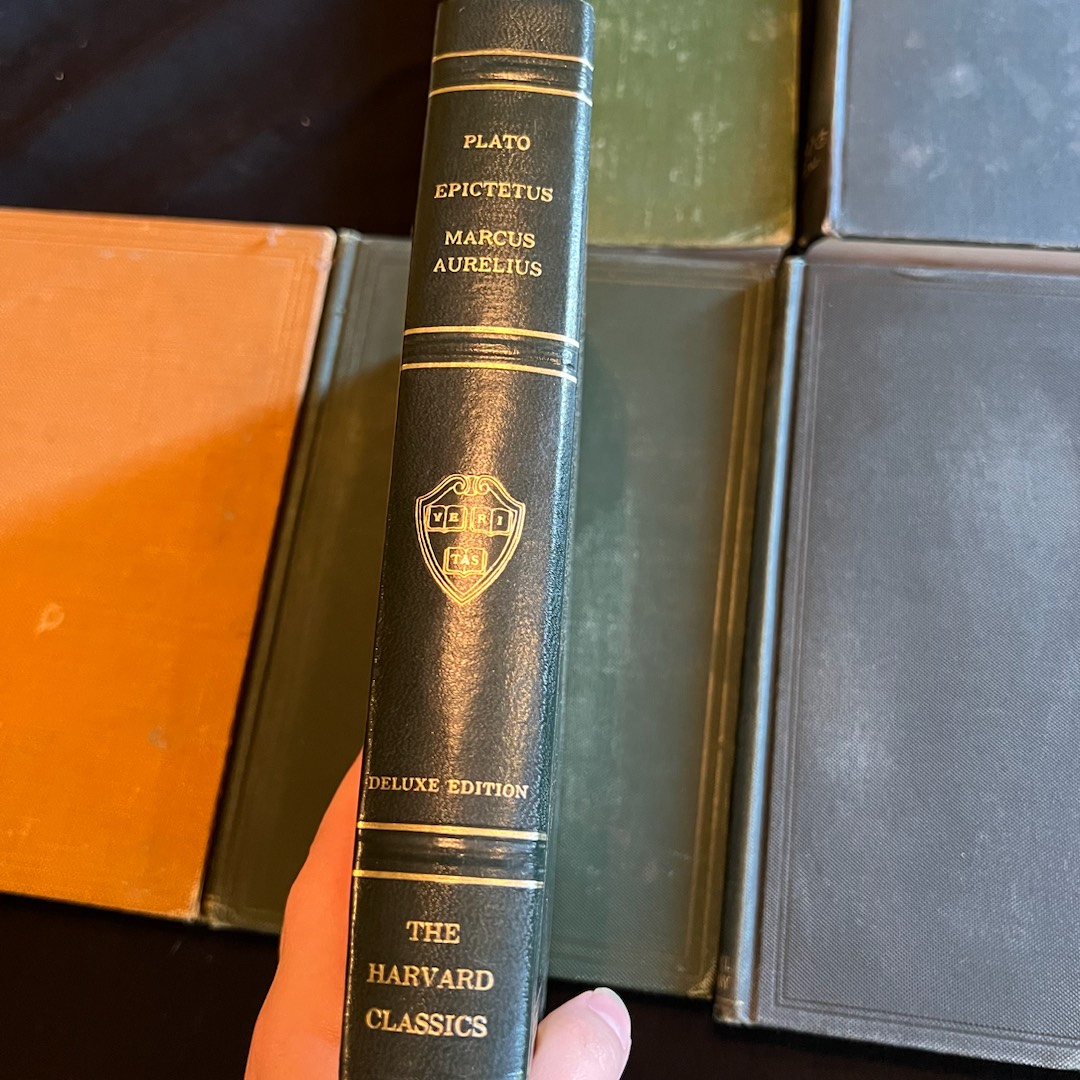 PLATO
EPICTETUS
MARCUS
AURELIUS
VE RI
TAS
DELUXE EDITION
THE
HARVARD
CLASSICS